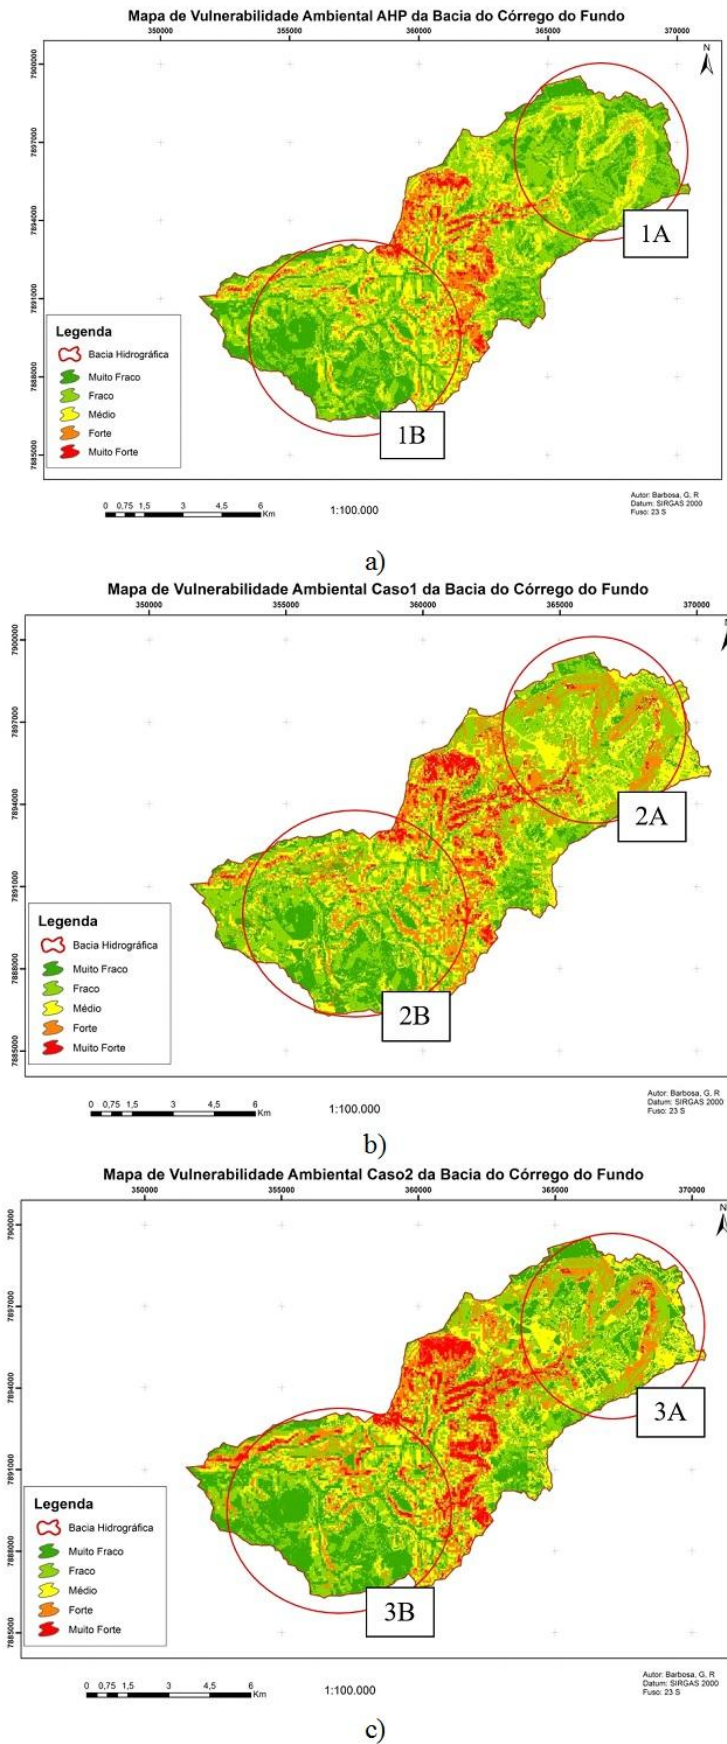 Mapa de Vulnerabilidade Ambiental AHP da Bacia do Córrego do Fundo
350000 355000 360000 365000 370000
N
7900000
7897000
7894000
7891000
7888000
7885000
1A
1B
Legenda
Bacia Hidrográfica
Muito Fraco
Fraco
Médio
Forte
Muito Forte
0 0,75 1,5 3 4,5 6
Km
1:100.000
Autor: Barbosa, G. R
Datum: SIRGAS 2000
Fuso: 23 S
a)
Mapa de Vulnerabilidade Ambiental Caso1 da Bacia do Córrego do Fundo
350000 355000 360000 365000 370000
7900000
7897000
7894000
7891000
7888000
7885000
2A
2B
Legenda
Bacia Hidrográfica
Muito Fraco
Fraco
Médio
Forte
Muito Forte
0 0,75 1,5 3 4,5 6
Km
1:100.000
Autor: Barbosa, G. R
Datum: SIRGAS 2000
Fuso: 23 S
b)
Mapa de Vulnerabilidade Ambiental Caso2 da Bacia do Córrego do Fundo
350000 355000 360000 365000 370000
N
7900000
7897000
7894000
7891000
7888000
7885000
3A
3B
Legenda
Bacia Hidrográfica
Muito Fraco
Fraco
Médio
Forte
Muito Forte
0 0,75 1,5 3 4,5 6
Km
1:100.000
Autor: Barbosa, G. R
Datum: SIRGAS 2000
Fuso: 23 S
c)